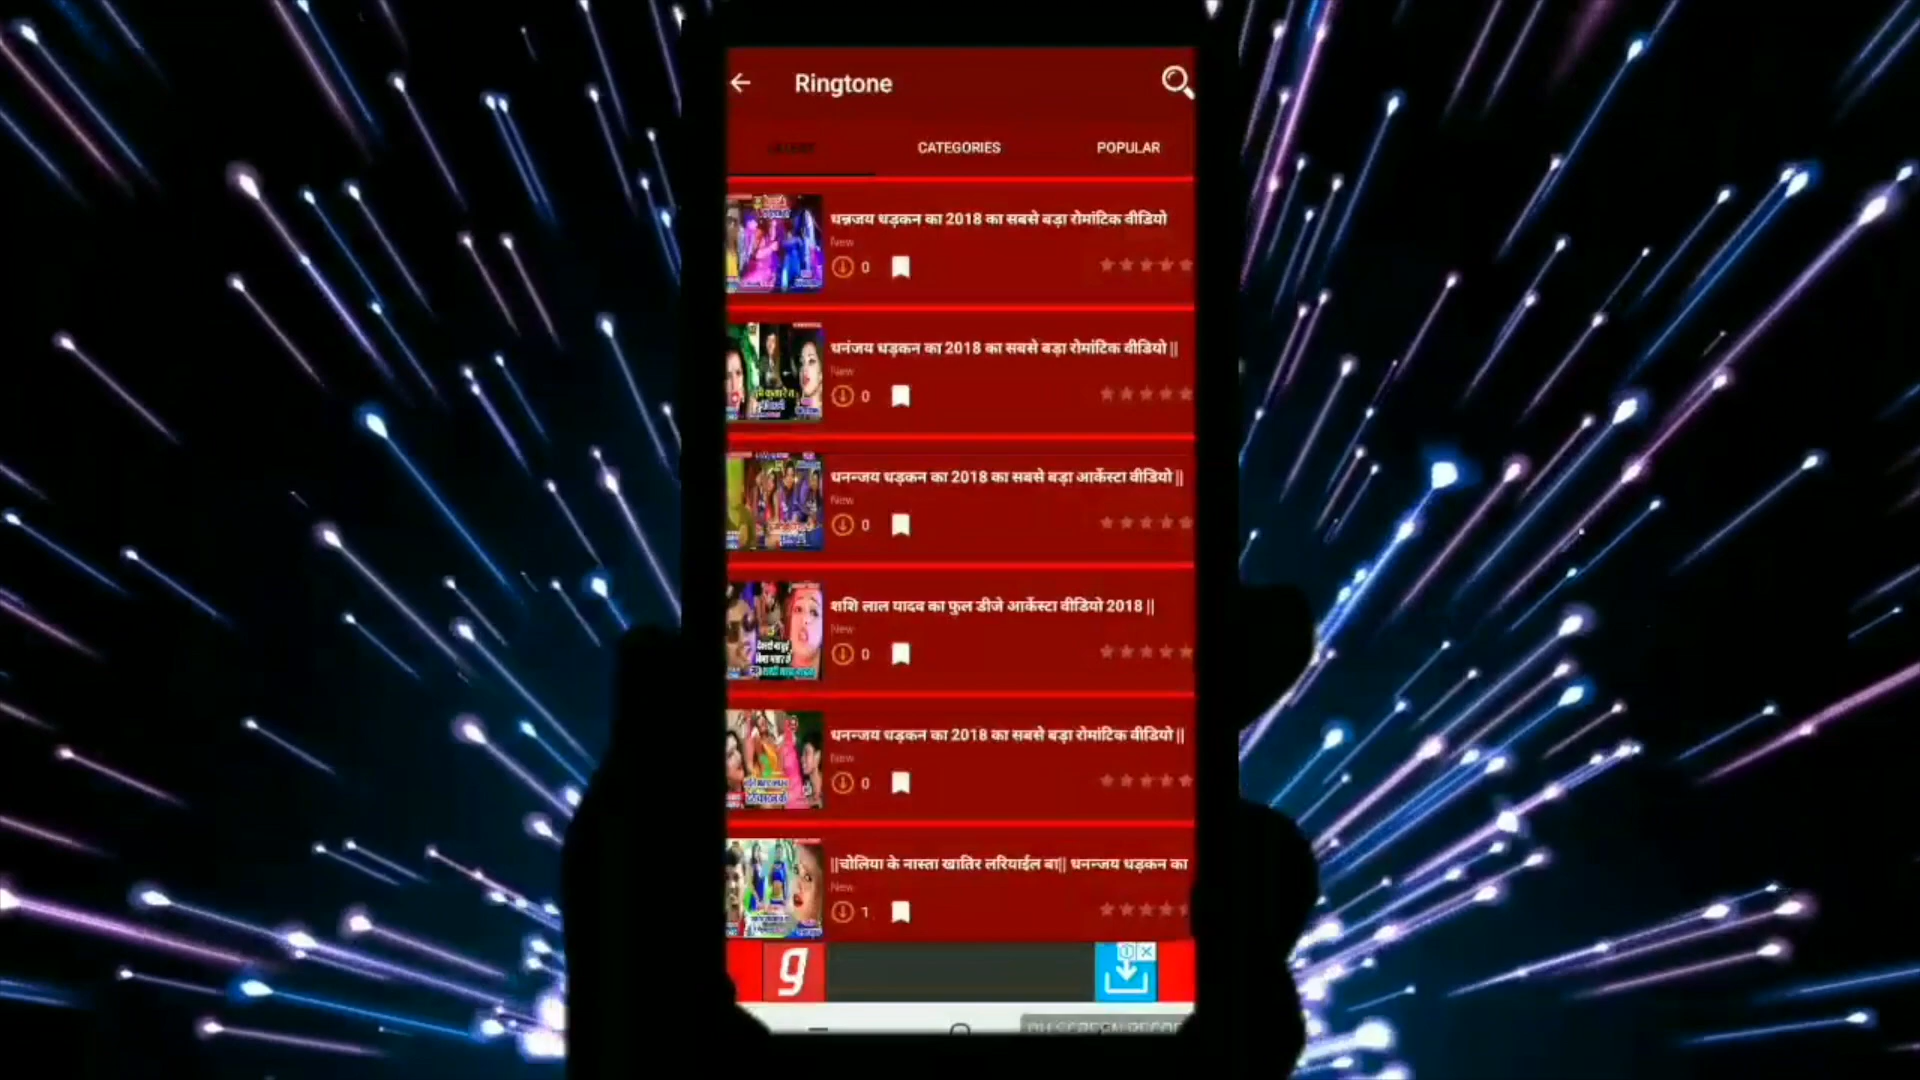 Ringtone
CATEGORIES
POPULAR
धन्नजय धड़कन का 2018 का सबसे बड़ा रोमांटिक वीडियो
New
0
धनंजय धड़कन का 2018 का सबसे बड़ा रोमांटिक वीडियो ||
New
0
धनन्जय धड़कन का 2018 का सबसे बड़ा आर्केस्टा वीडियो ||
New
0
शशि लाल यादव का फुल डीजे आर्केस्टा वीडियो 2018 ||
New
0
धनन्जय धड़कन का 2018 का सबसे बड़ा रोमांटिक वीडियो ||
New
0
||चोलिया के नास्ता खातिर लरियाईल बा|| धनन्जय धड़कन का
New
1
g